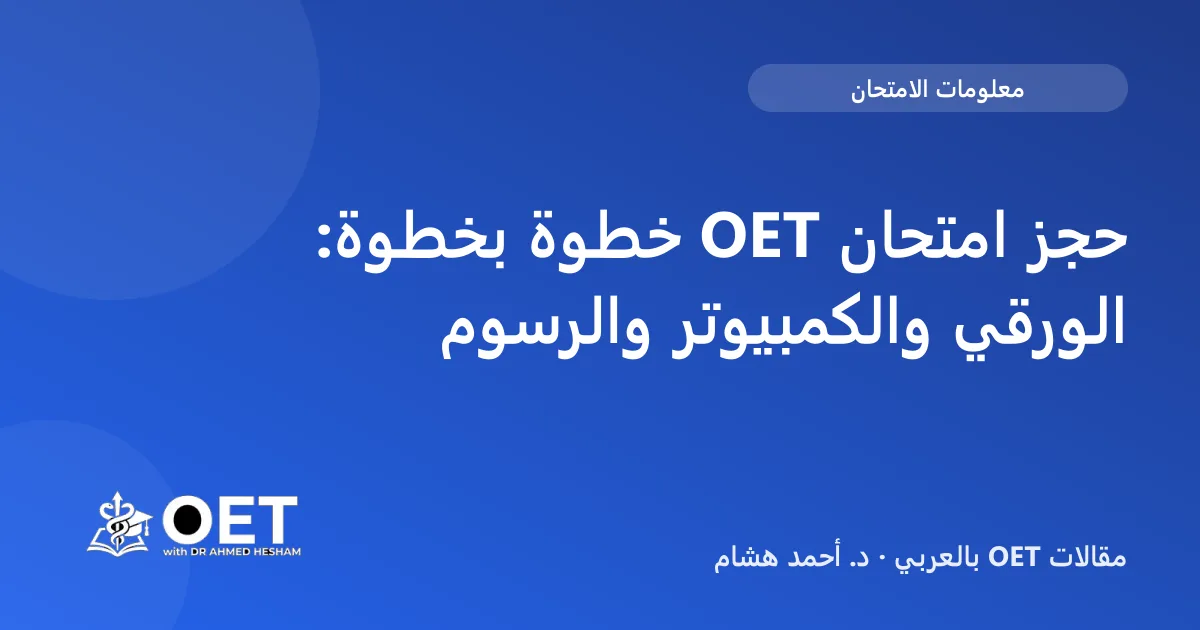 معلومات الامتحان
حجز امتحان OET خطوة بخطوة:
الورقي والكمبيوتر والرسوم
OET
with DR AHMED HESHAM
مقالات OET بالعربي · د. أحمد هشام